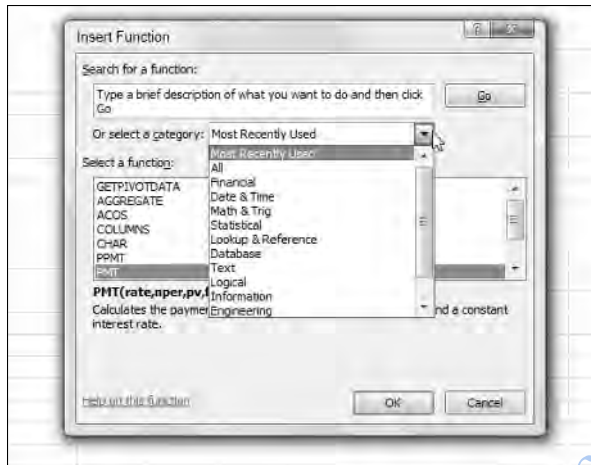 Insert Function
Search for a function:
Type a brief description of what you want to do and then click
Go
Go
Or select a category: Most Recently Used
Most Recently Used
All
Financial
Date & Time
Math & Trig
Statistical
Lookup & Reference
Database
Text
Logical
Information
Engineering
Select a function:
GETPIVOTDATA
AGGREGATE
ACOS
COLUMNS
CHAR
PPMT
PMT
PMT(rate,nper,pv,f
Calculates the paymen nd a constant
interest rate.
Help on this function
OK
Cancel